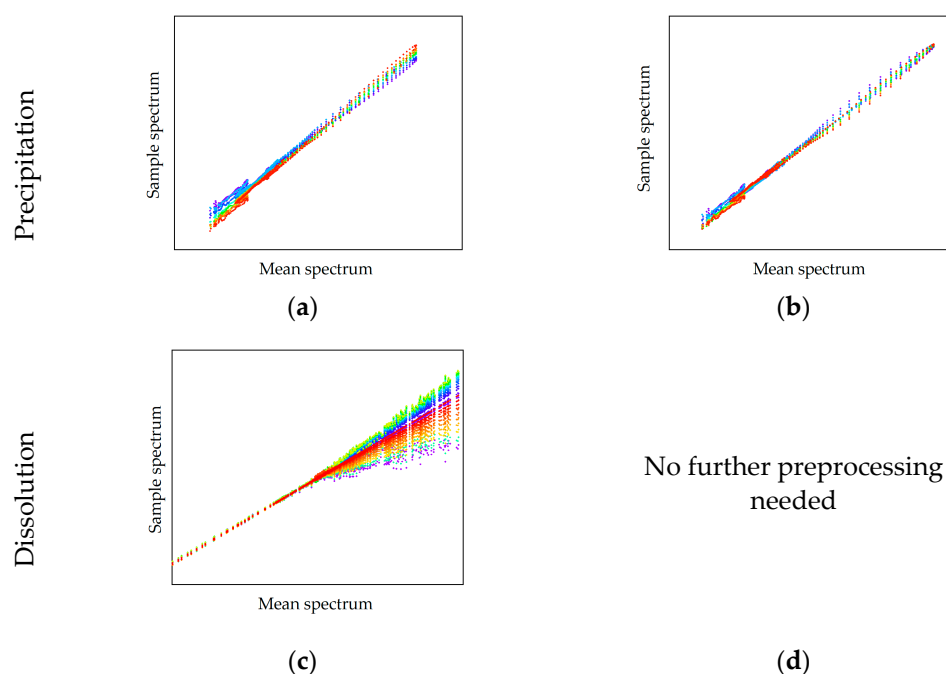 Precipitation
Sample spectrum
Mean spectrum
(a)
Sample spectrum
Mean spectrum
(b)
Dissolution
Sample spectrum
Mean spectrum
(c)
No further preprocessing
needed
(d)